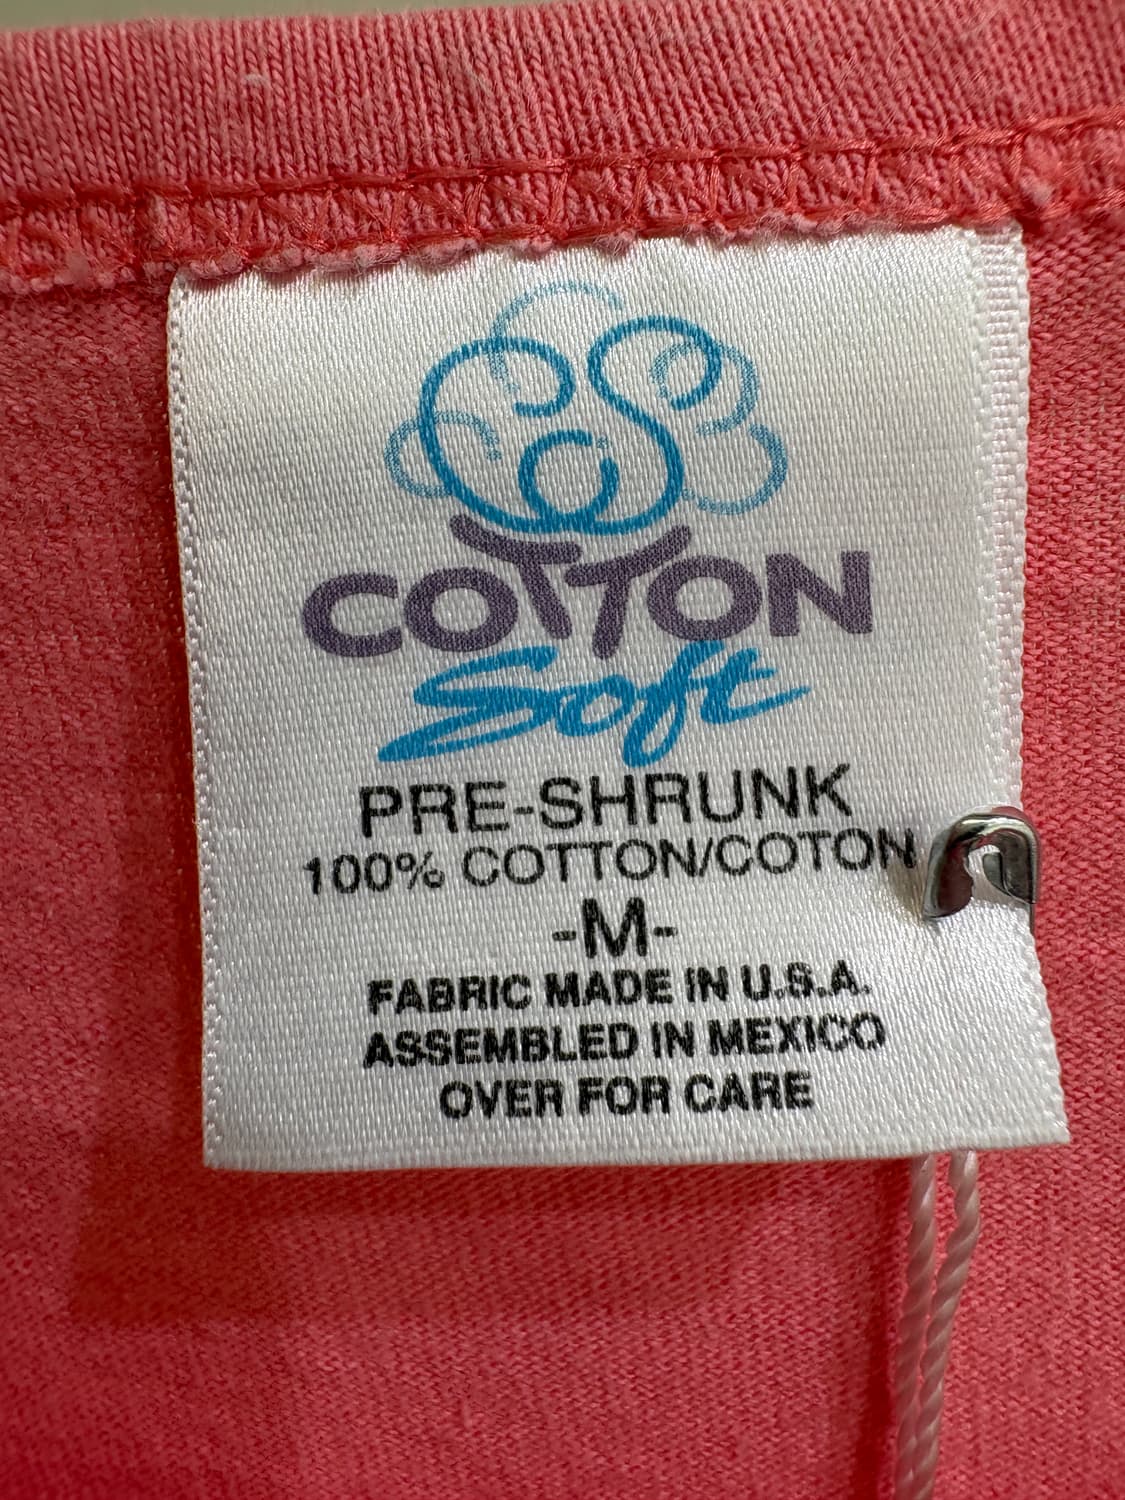 COTTON
Soft
PRE-SHRUNK
100% COTTON/COTON
-M-
FABRIC MADE IN U.S.A.
ASSEMBLED IN MEXICO
OVER FOR CARE